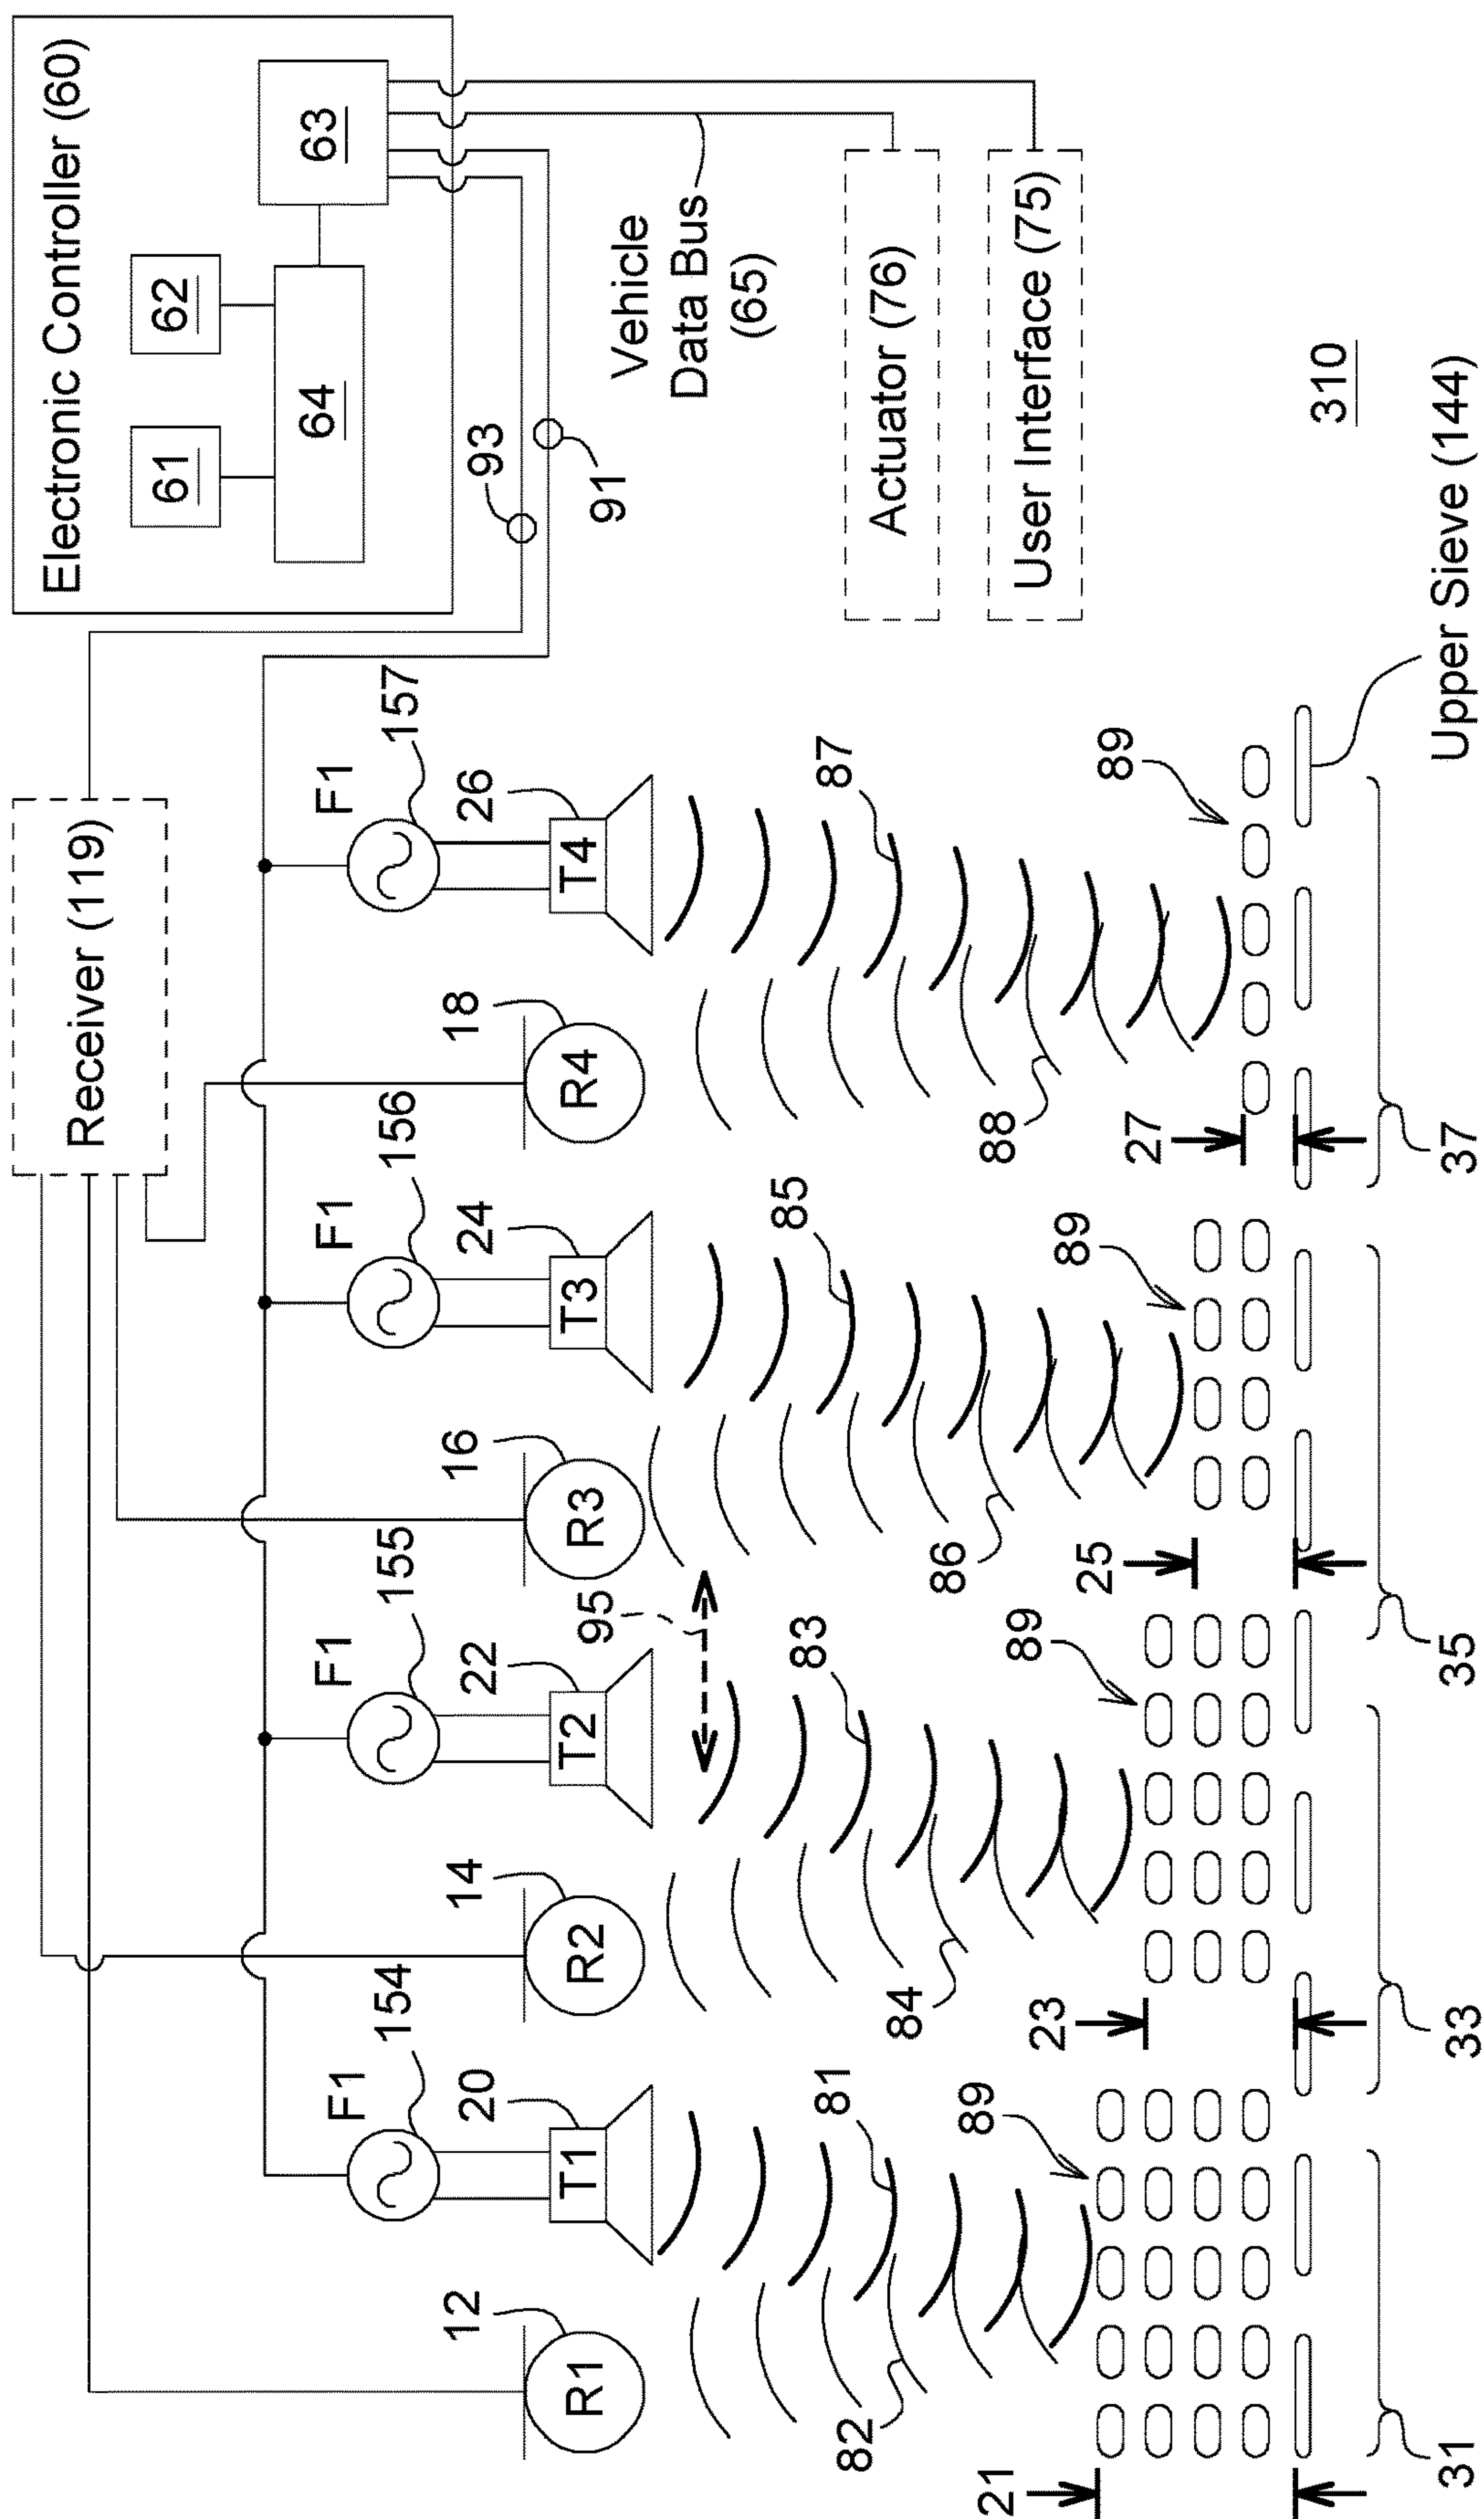 Electronic Controller (60)
61
62
63
64
Receiver (119)
93
91
Vehicle
Data Bus
(65)
Actuator (76)
User Interface (75)
310
Upper Sieve (144)
F1
154
F1
155
F1
156
F1
157
12
R1
20
T1
14
R2
22
T2
16
R3
24
T3
18
R4
26
T4
95
81
82
83
84
85
86
87
88
89
89
89
89
21
23
25
27
31
33
35
37